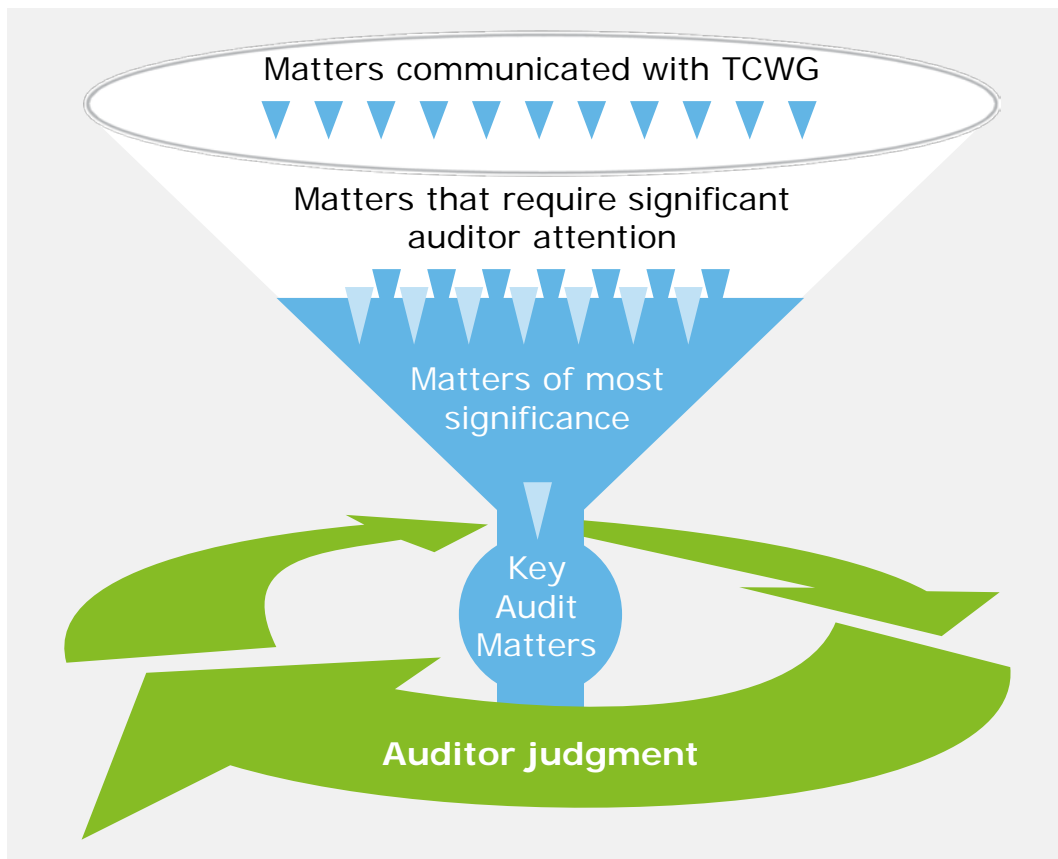 Matters communicated with TCWG
Matters that require significant
auditor attention
Matters of most
significance
Key
Audit
Matters
Auditor judgment